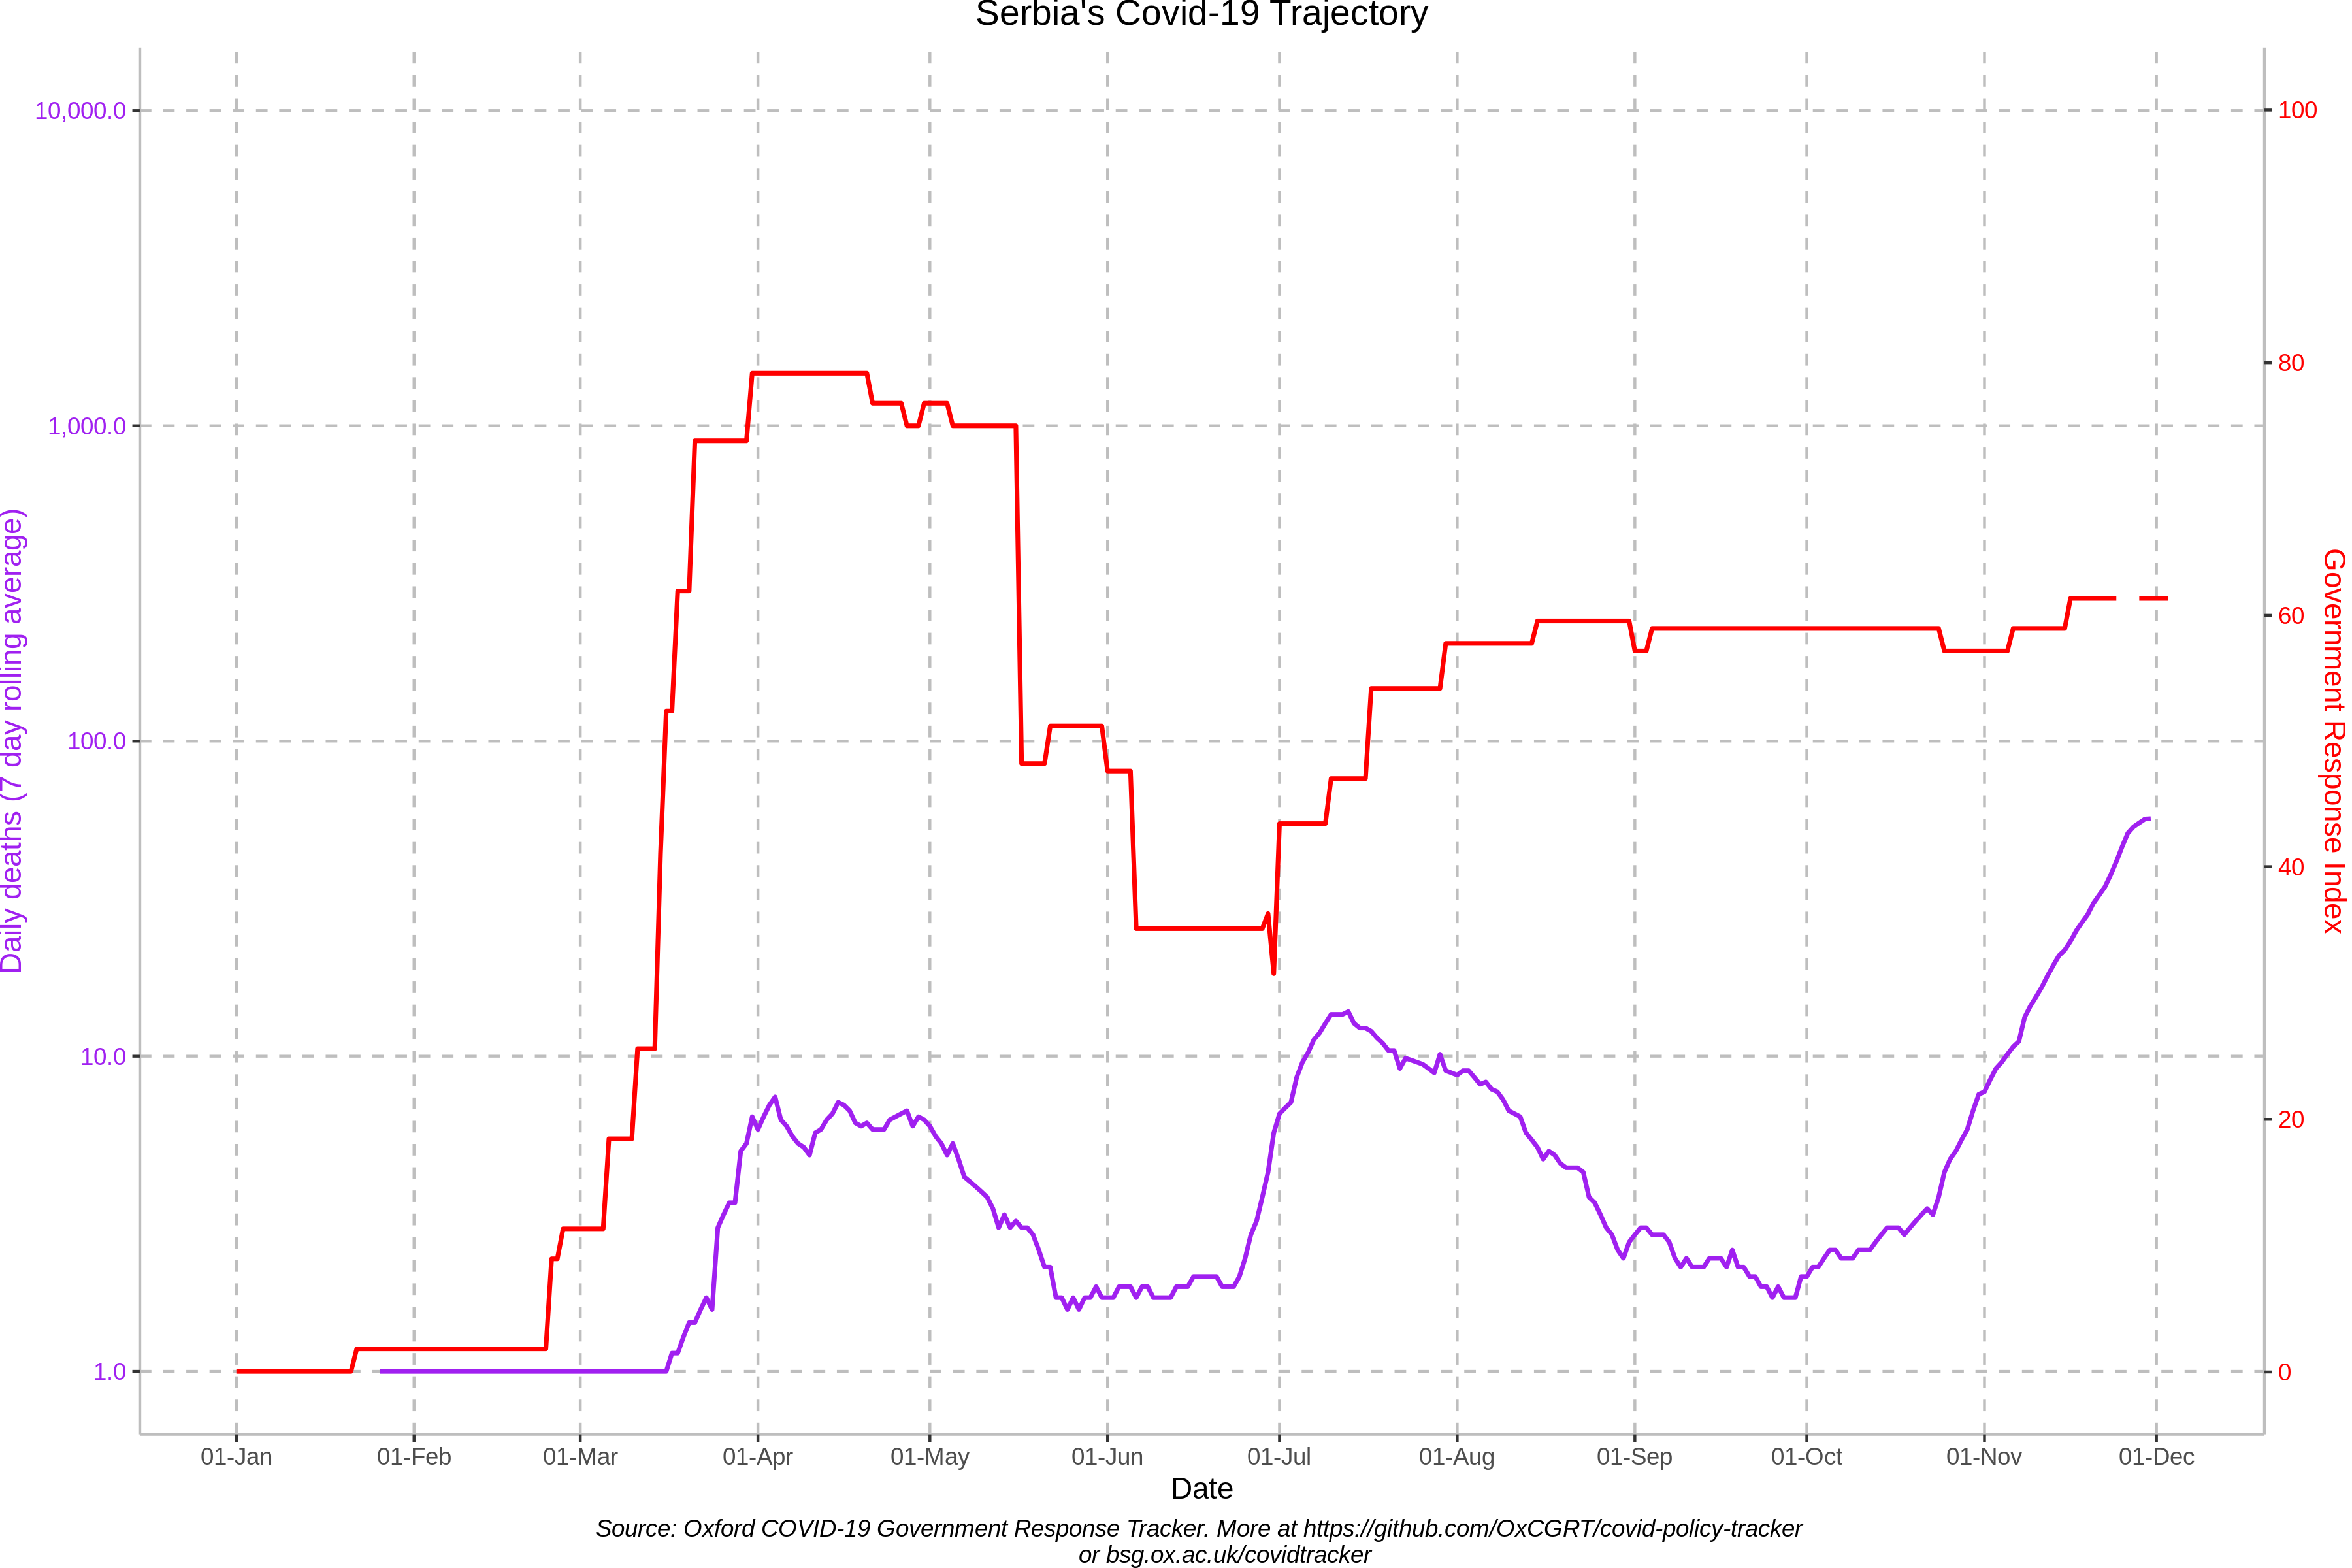 Serbia's Covid-19 Trajectory
10,000.0
1,000.0
100.0
10.0
1.0
Daily deaths (7 day rolling average)
100
80
60
40
20
0
Government Response Index
01-Jan 01-Feb 01-Mar 01-Apr 01-May 01-Jun 01-Jul 01-Aug 01-Sep 01-Oct 01-Nov 01-Dec
Date
Source: Oxford COVID-19 Government Response Tracker. More at https://github.com/OxCGRT/covid-policy-tracker
or bsg.ox.ac.uk/covidtracker